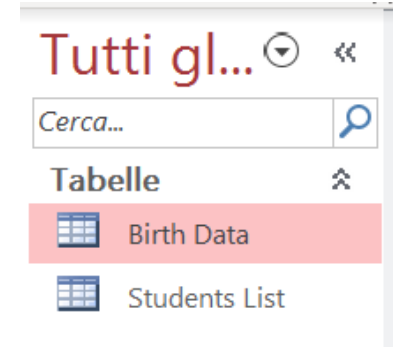 Tutti gl...
Cerca...
Tabelle
Birth Data
Students List